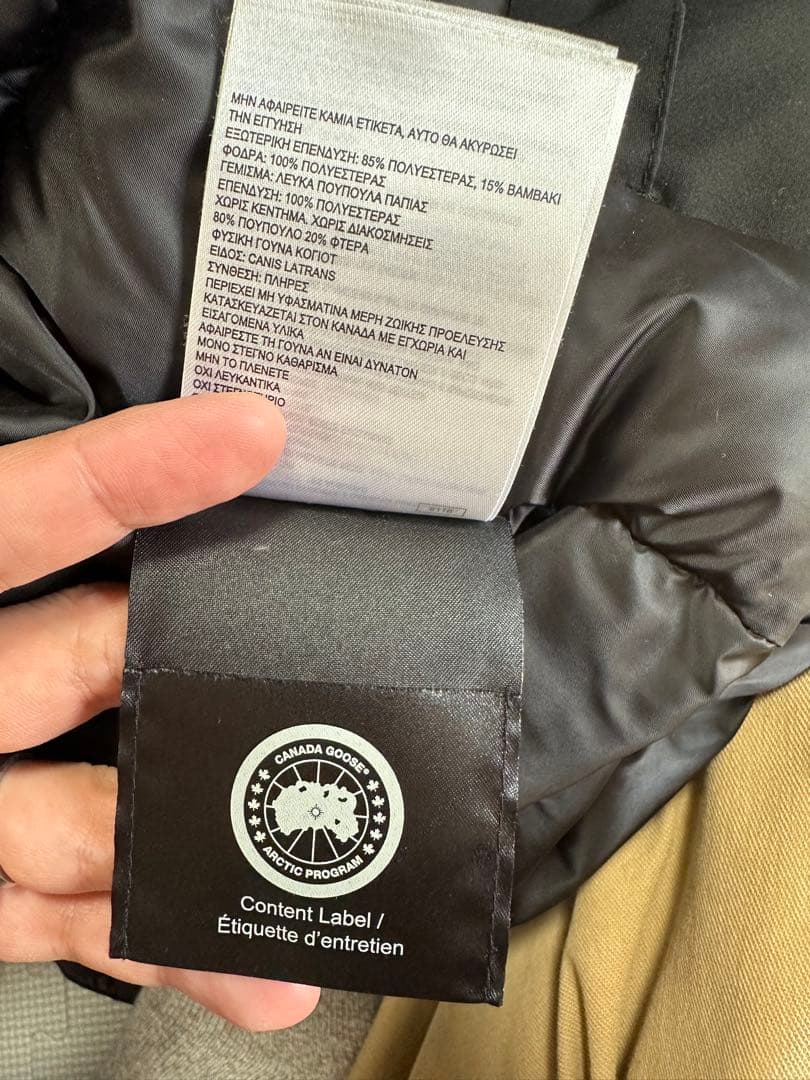 ΜΗΝ ΑΦΑΙΡΕΙΤΕ ΚΑΜΙΑ ΕΤΙΚΕΤΑ, ΑΥΤΟ ΘΑ ΑΚΥΡΩΣΕΙ
ΤΗΝ ΕΓΓΥΗΣΗ
ΕΞΩΤΕΡΙΚΗ ΕΠΕΝΔΥΣΗ: 85% ΠΟΛΥΕΣΤΕΡΑΣ, 15% ΒΑΜΒΑΚΙ
ΦΟΔΡΑ: 100% ΠΟΛΥΕΣΤΕΡΑΣ
ΓΕΜΙΣΜΑ: ΛΕΥΚΑ ΠΟΥΠΟΥΛΑ ΠΑΠΙΑΣ
ΕΠΕΝΔΥΣΗ: 100% ΠΟΛΥΕΣΤΕΡΑΣ
ΧΩΡΙΣ ΚΕΝΤΗΜΑ. ΧΩΡΙΣ ΔΙΑΚΟΣΜΗΣΕΙΣ
80% ΠΟΥΠΟΥΛΟ 20% ΦΤΕΡΑ
ΦΥΣΙΚΗ ΓΟΥΝΑ ΚΟΓΙΟΤ
ΕΙΔΟΣ: CANIS LATRANS
ΣΥΝΘΕΣΗ: ΠΛΗΡΕΣ
ΠΕΡΙΕΧΕΙ ΜΗ ΥΦΑΣΜΑΤΙΝΑ ΜΕΡΗ ΖΩΙΚΗΣ ΠΡΟΕΛΕΥΣΗΣ
ΚΑΤΑΣΚΕΥΑΖΕΤΑΙ ΣΤΟΝ ΚΑΝΑΔΑ ΜΕ ΕΓΧΩΡΙΑ ΚΑΙ
ΕΙΣΑΓΟΜΕΝΑ ΥΛΙΚΑ
ΑΦΑΙΡΕΣΤΕ ΤΗ ΓΟΥΝΑ ΑΝ ΕΙΝΑΙ ΔΥΝΑΤΟΝ
ΜΟΝΟ ΣΤΕΓΝΟ ΚΑΘΑΡΙΣΜΑ
ΜΗΝ ΤΟ ΠΛΕΝΕΤΕ
ΟΧΙ ΛΕΥΚΑΝΤΙΚΑ
ΟΧΙ
CANADA GOOSE®
ARCTIC PROGRAM
Content Label /
Étiquette d'entretien